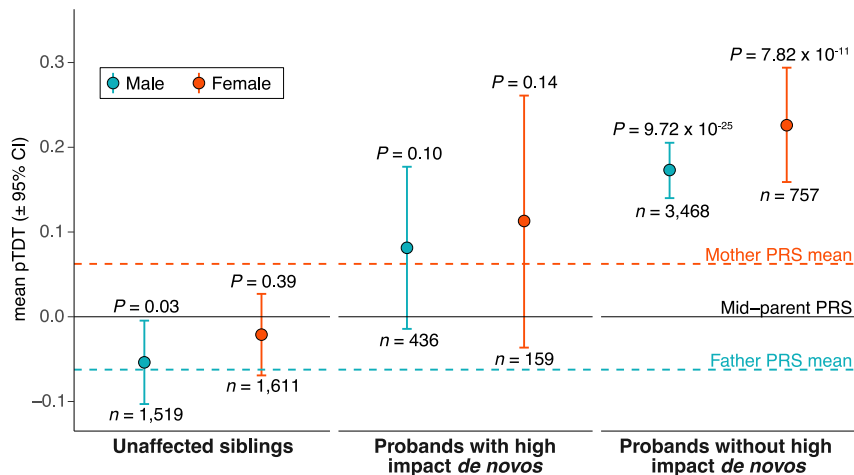 mean pTDT (± 95% CI)
0.3
0.2
0.1
0.0
−0.1
Male
Female
P = 0.03
n = 1,519
P = 0.39
n = 1,611
P = 0.10
n = 436
P = 0.14
n = 159
P = 9.72 x 10-25
n = 3,468
P = 7.82 x 10-11
n = 757
Mother PRS mean
Mid−parent PRS
Father PRS mean
Unaffected siblings
Probands with high
impact de novos
Probands without high
impact de novos